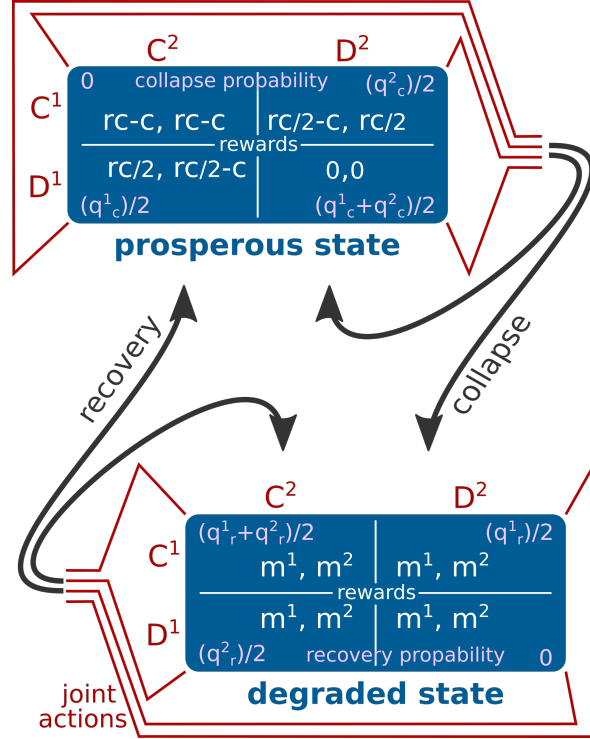 C² D²
0 collapse propability (q²c)/2
C¹ rc-c, rc-c rc/2-c, rc/2
rewards
D¹ rc/2, rc/2-c 0,0
(q¹c)/2 (q¹c+q²c)/2
prosperous state
recovery
collapse
C² D²
(q¹r+q²r)/2 (q¹r)/2
C¹ m¹, m² m¹, m²
rewards
D¹ m¹, m² m¹, m²
(q²r)/2 recovery propability 0
joint
actions
degraded state